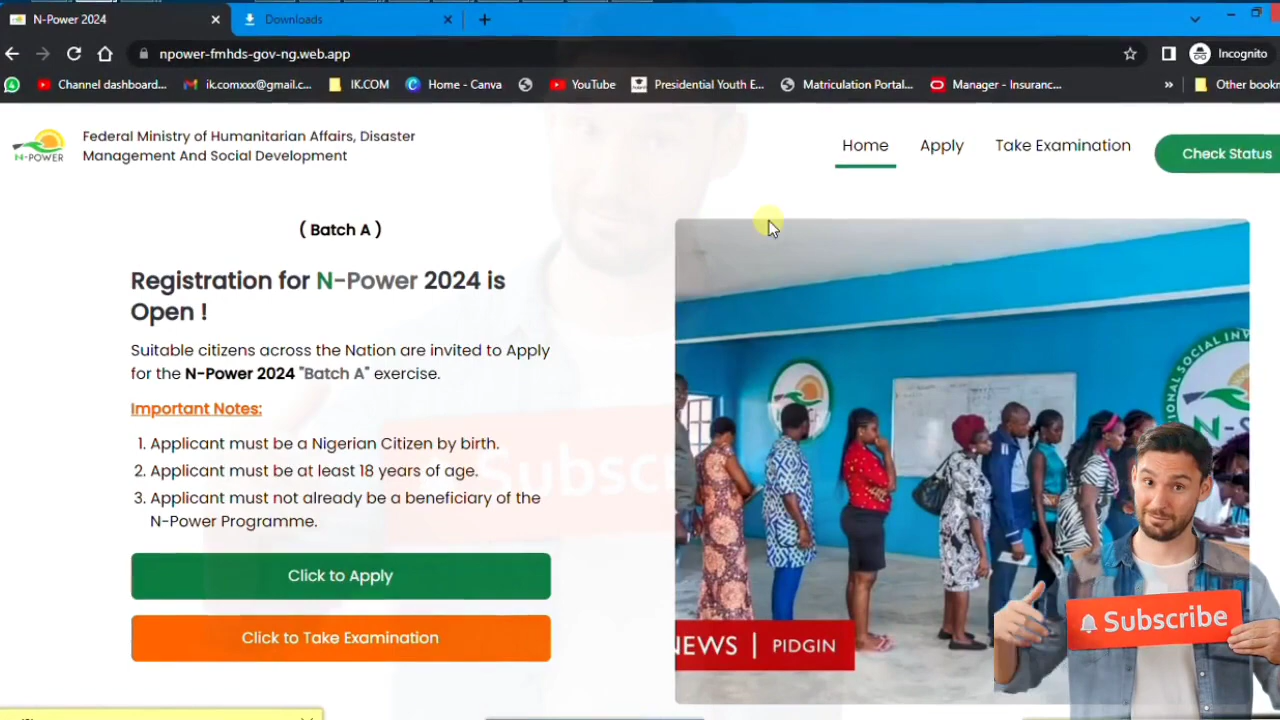 N-Power 2024
Downloads
npower-fmhds-gov-ng.web.app
Incognito
Channel dashboard...
ik.comxxx@gmail.c...
IK.COM
Home - Canva
YouTube
Presidential Youth E...
Matriculation Portal...
Manager - Insuranc...
»
Other bookm
N-POWER
Federal Ministry of Humanitarian Affairs, Disaster
Management And Social Development
Home
Apply
Take Examination
Check Status
( Batch A )
Registration for N-Power 2024 is
Open !
Suitable citizens across the Nation are invited to Apply
for the N-Power 2024 "Batch A" exercise.
Important Notes:
1. Applicant must be a Nigerian Citizen by birth.
2. Applicant must be at least 18 years of age.
3. Applicant must not already be a beneficiary of the
N-Power Programme.
Click to Apply
Click to Take Examination
NEWS | PIDGIN
Subscribe
Subscr